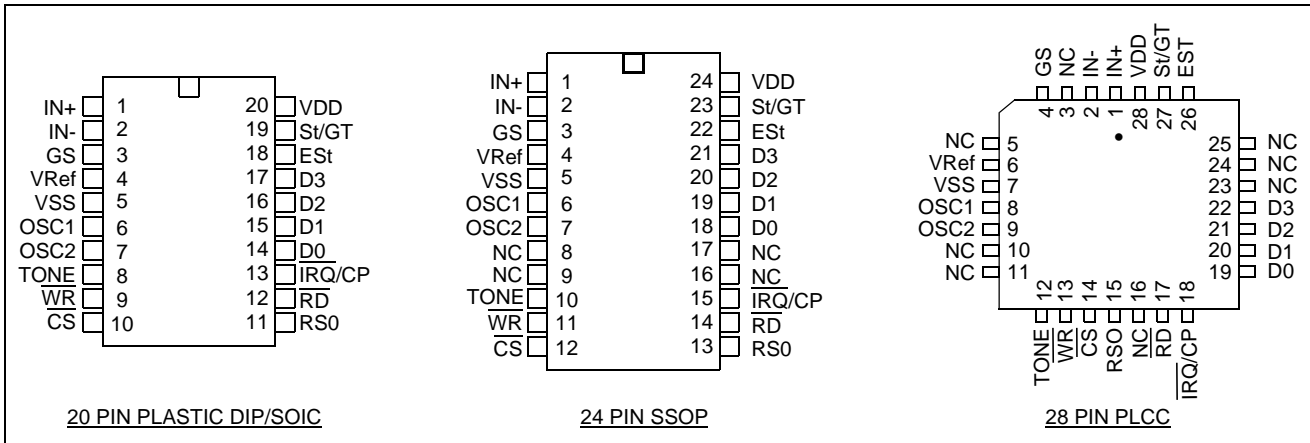 IN+ 1 20 VDD
IN- 2 19 St/GT
GS 3 18 ESt
VRef 4 17 D3
VSS 5 16 D2
OSC1 6 15 D1
OSC2 7 14 D0
TONE 8 13 IRQ/CP
WR 9 12 RD
CS 10 11 RS0
20 PIN PLASTIC DIP/SOIC
IN+ 1 24 VDD
IN- 2 23 St/GT
GS 3 22 ESt
VRef 4 21 D3
VSS 5 20 D2
OSC1 6 19 D1
OSC2 7 18 D0
NC 8 17 NC
NC 9 16 NC
TONE 10 15 IRQ/CP
WR 11 14 RD
CS 12 13 RS0
24 PIN SSOP
GS NC IN- IN+ VDD St/GT EST
4 3 2 1 28 27 26
NC 5 25 NC
VRef 6 24 NC
VSS 7 23 NC
OSC1 8 22 D3
OSC2 9 21 D2
NC 10 20 D1
NC 11 19 D0
12 13 14 15 16 17 18
TONE WR CS RSO NC RD IRQ/CP
28 PIN PLCC